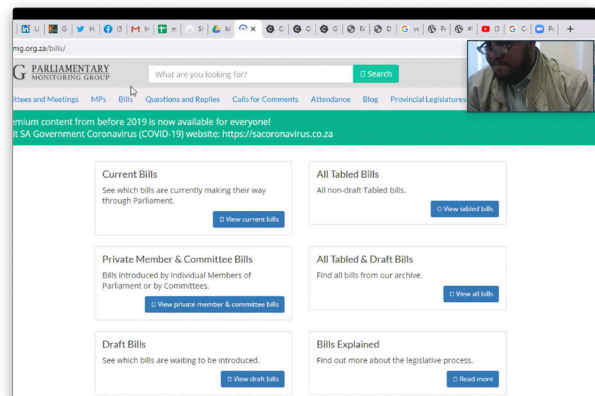 mg.org.za/bills/
G PARLIAMENTARY
MONITORING GROUP
What are you looking for?
Search
ittees and Meetings MPs Bills Questions and Replies Calls for Comments Attendance Blog Provincial Legislatures
emium content from before 2019 is now available for everyone!
it SA Government Coronavirus (COVID-19) website: https://sacoronavirus.co.za
Current Bills
See which bills are currently making their way
through Parliament.
View current bills
All Tabled Bills
All non-draft Tabled bills.
View tabled bills
Private Member & Committee Bills
Bills introduced by Individual Members of
Parliament or by Committees.
View private member & committee bills
All Tabled & Draft Bills
Find all bills from our archive.
View all bills
Draft Bills
See which bills are waiting to be introduced.
View draft bills
Bills Explained
Find out more about the legislative process.
Read more